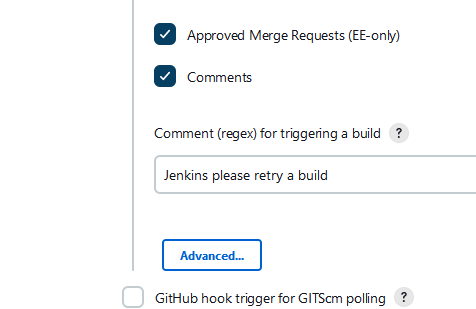 Approved Merge Requests (EE-only)
Comments
Comment (regex) for triggering a build ?
Jenkins please retry a build
Advanced...
GitHub hook trigger for GITScm polling ?